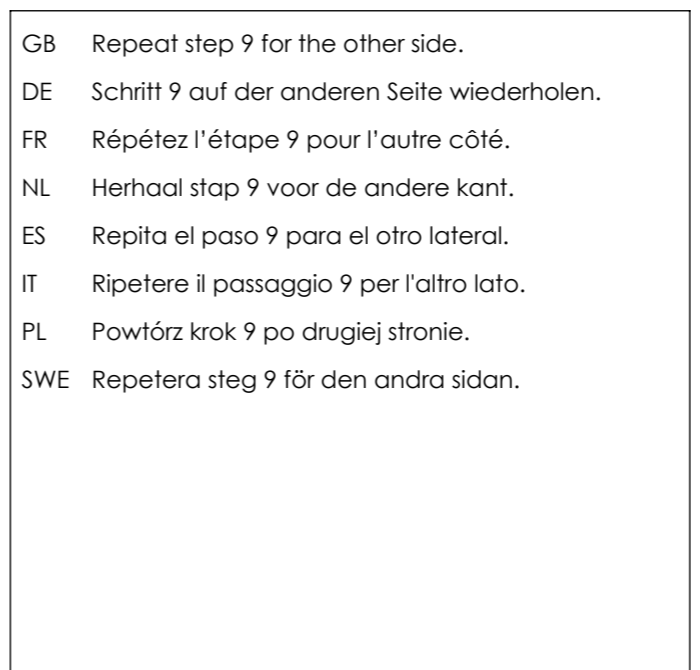 GB Repeat step 9 for the other side.
DE Schritt 9 auf der anderen Seite wiederholen.
FR Répétez l’étape 9 pour l’autre côté.
NL Herhaal stap 9 voor de andere kant.
ES Repita el paso 9 para el otro lateral.
IT Ripetere il passaggio 9 per l'altro lato.
PL Powtórz krok 9 po drugiej stronie.
SWE Repetera steg 9 för den andra sidan.